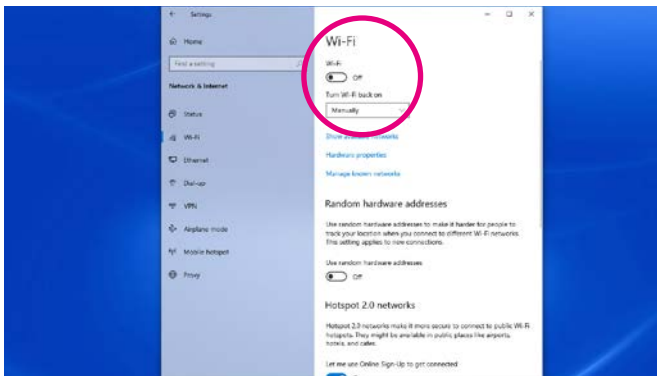 Settings
Home
Find a setting
Network & Internet
Status
Wi-Fi
Ethernet
Dial-up
VPN
Airplane mode
Mobile hotspot
Proxy
Wi-Fi
Wi-Fi
Off
Turn Wi-Fi back on
Manually
Show available networks
Hardware properties
Manage known networks
Random hardware addresses
Use random hardware addresses to make it harder for people to
track your location when you connect to different Wi-Fi networks.
This setting applies to new connections.
Use random hardware addresses
Off
Hotspot 2.0 networks
Hotspot 2.0 networks make it more secure to connect to public Wi-Fi
hotspots. They might be available in public places like airports,
hotels, and cafes.
Let me use Online Sign-Up to get connected